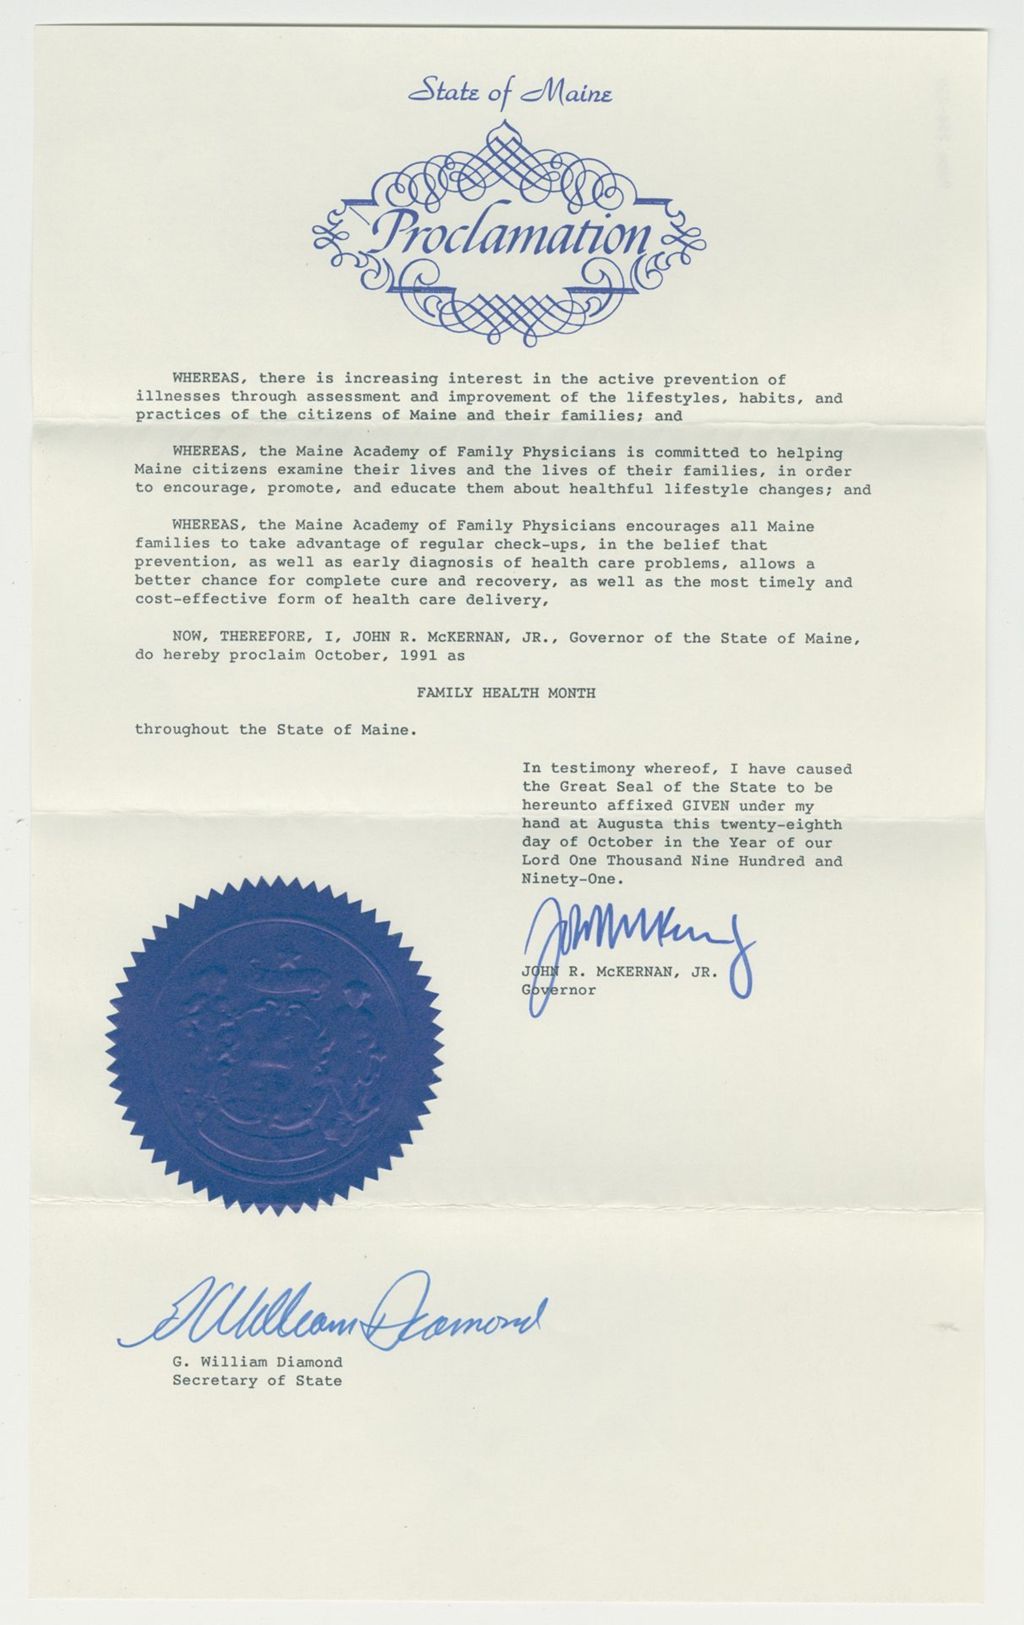 State of Maine
Proclamation
WHEREAS, there is increasing interest in the active prevention of
illnesses through assessment and improvement of the lifestyles, habits, and
practices of the citizens of Maine and their families; and
WHEREAS, the Maine Academy of Family Physicians is committed to helping
Maine citizens examine their lives and the lives of their families, in order
to encourage, promote, and educate them about healthful lifestyle changes; and
WHEREAS, the Maine Academy of Family Physicians encourages all Maine
families to take advantage of regular check-ups, in the belief that
prevention, as well as early diagnosis of health care problems, allows a
better chance for complete cure and recovery, as well as the most timely and
cost-effective form of health care delivery,
NOW, THEREFORE, I, JOHN R. McKERNAN, JR., Governor of the State of Maine,
do hereby proclaim October, 1991 as
FAMILY HEALTH MONTH
throughout the State of Maine.
In testimony whereof, I have caused
the Great Seal of the State to be
hereunto affixed GIVEN under my
hand at Augusta this twenty-eighth
day of October in the Year of our
Lord One Thousand Nine Hundred and
Ninety-One.
John McKernan Jr
JOHN R. McKERNAN, JR.
Governor
G William Diamond
G. William Diamond
Secretary of State